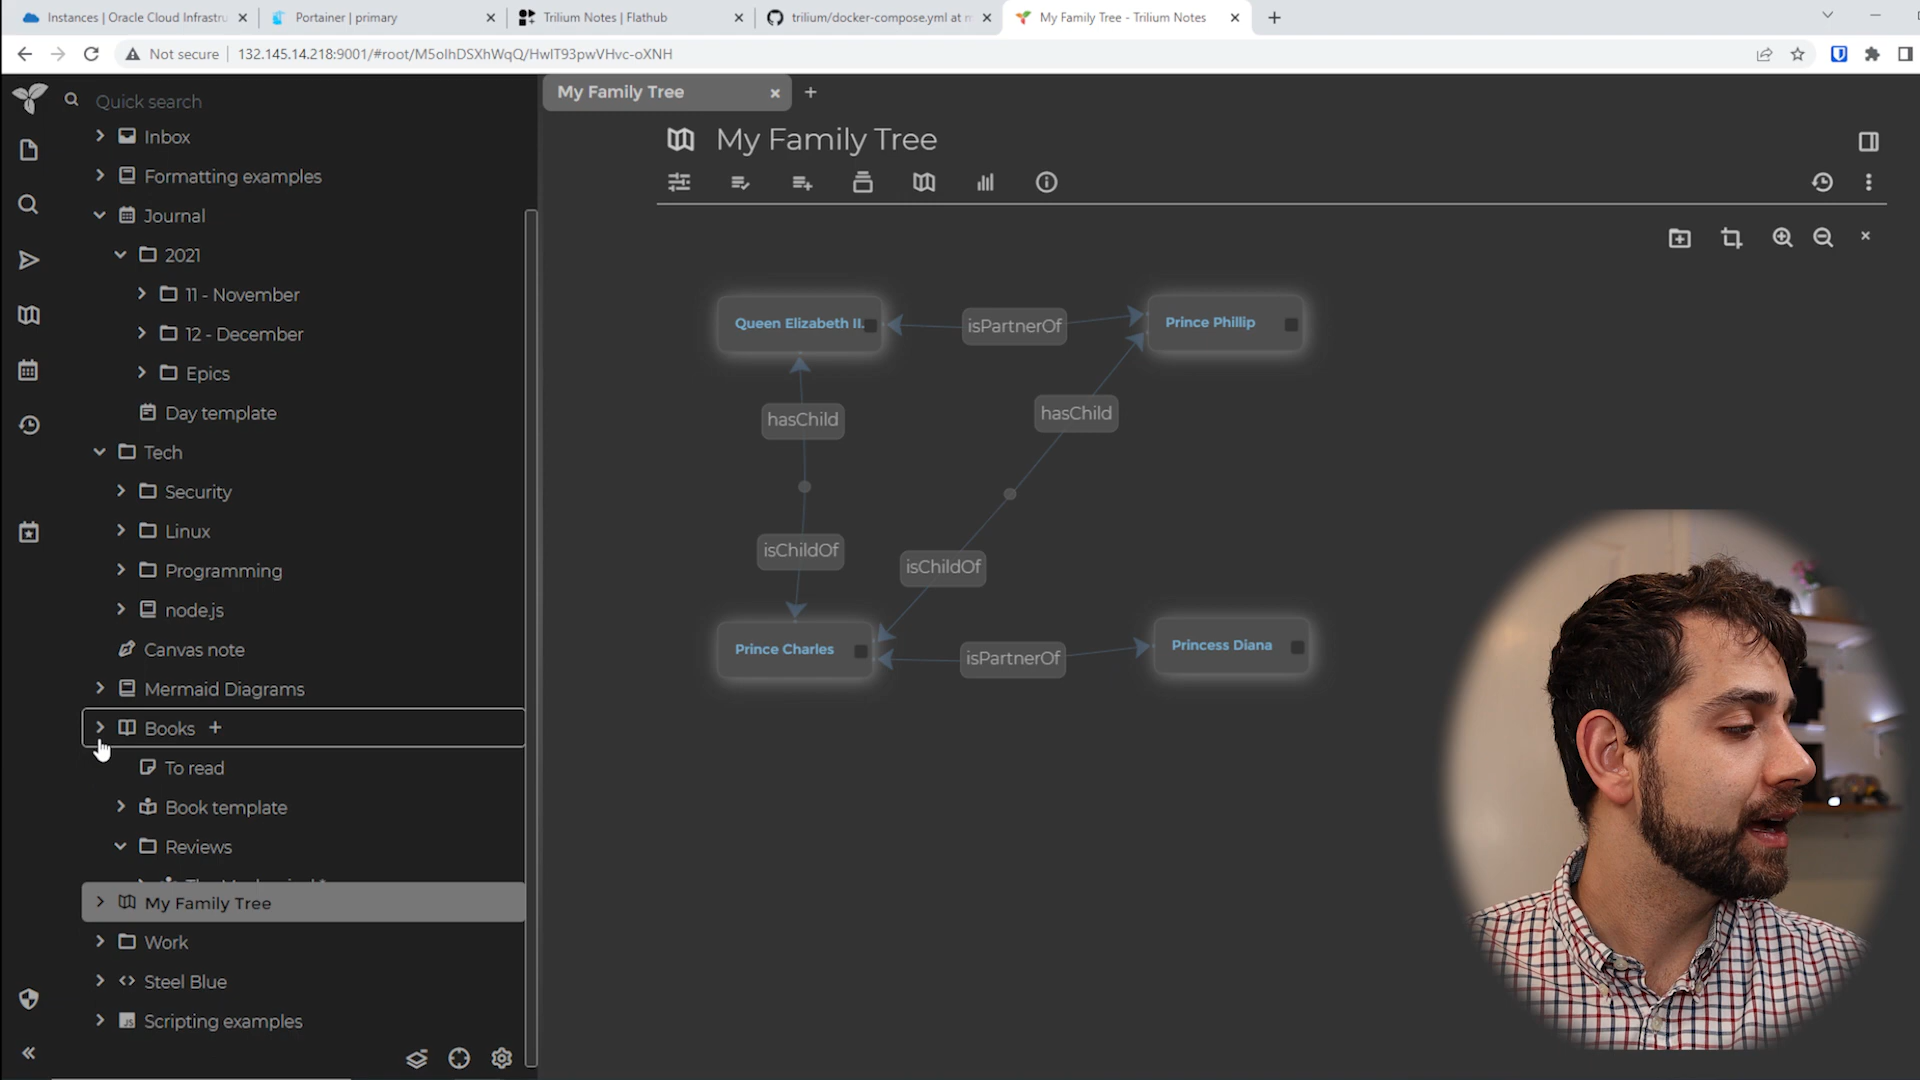 Instances | Oracle Cloud Infrastru
Portainer | primary
Trilium Notes | Flathub
trilium/docker-compose.yml at m
My Family Tree - Trilium Notes
Not secure
132.145.14.218:9001/#root/M5olhDSXhWqQ/HwlT93pwVHvc-oXNH
Quick search
Inbox
Formatting examples
Journal
2021
11 - November
12 - December
Epics
Day template
Tech
Security
Linux
Programming
node.js
Canvas note
Mermaid Diagrams
Books +
To read
Book template
Reviews
My Family Tree
Work
Steel Blue
Scripting examples
My Family Tree
My Family Tree
Queen Elizabeth II.
isPartnerOf
Prince Phillip
hasChild
hasChild
isChildOf
isChildOf
Prince Charles
isPartnerOf
Princess Diana